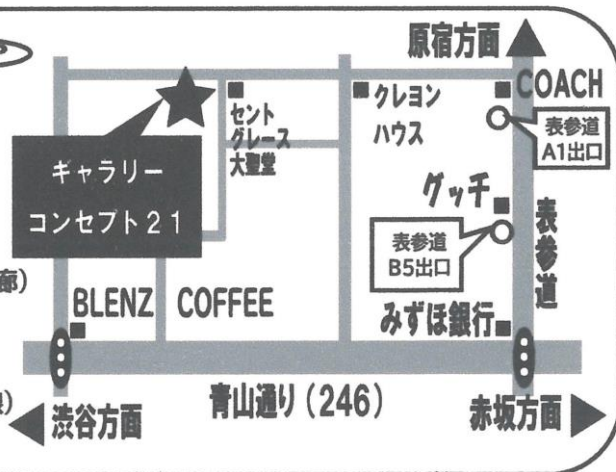 原宿方面
COACH
セント
グレース
大聖堂
クレヨン
ハウス
表参道
A1出口
ギャラリー
コンセプト21
グッチ
表参道
B5出口
表参道
廊)
BLENZ COFFEE
みずほ銀行
青山通り(246)
渋谷方面
赤坂方面